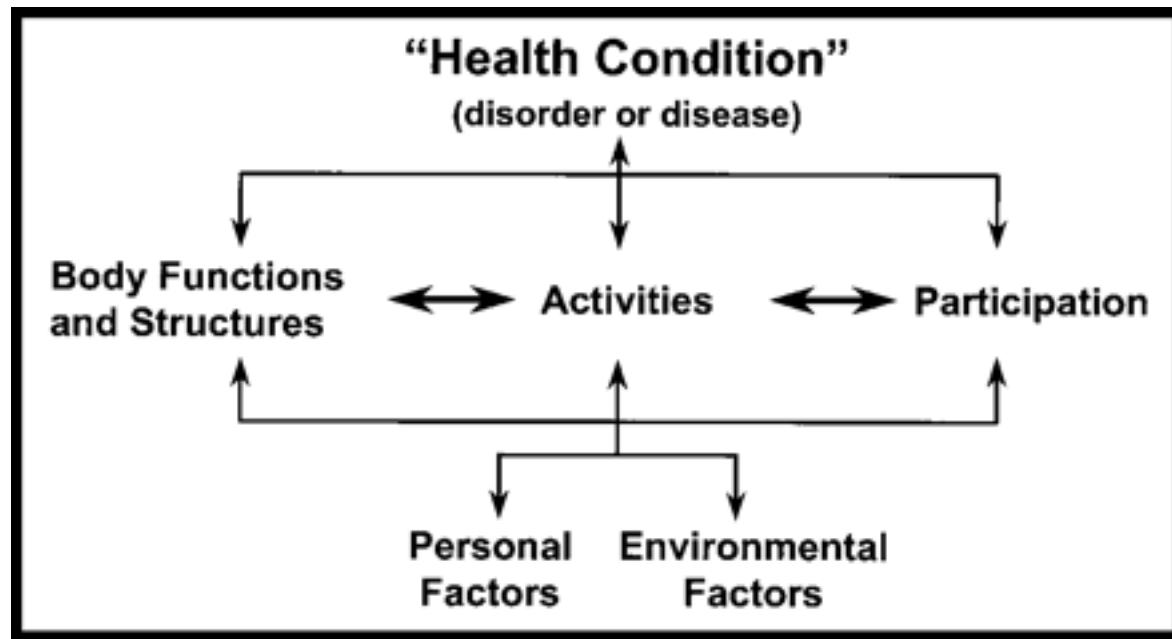 “Health Condition”
(disorder or disease)
Body Functions
and Structures
Activities
Participation
Personal
Factors
Environmental
Factors